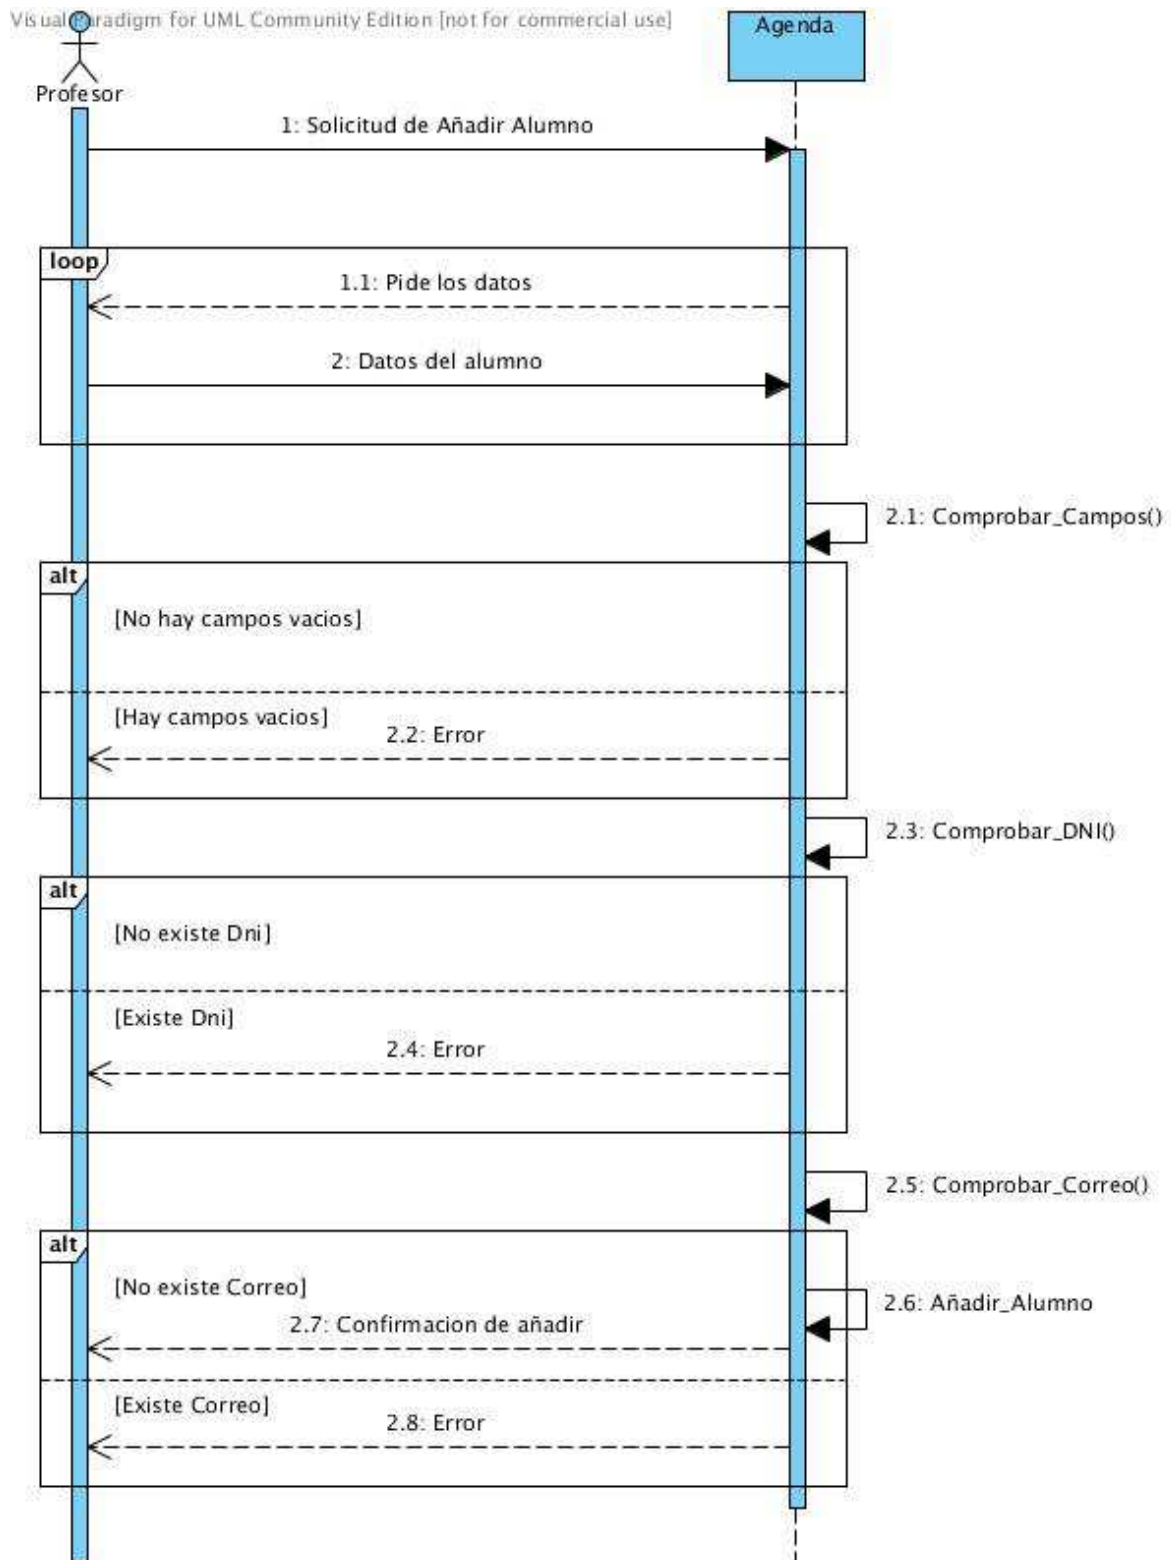 Visual Paradigm for UML Community Edition [not for commercial use]
Agenda
Profesor
1: Solicitud de Añadir Alumno
loop
1.1: Pide los datos
2: Datos del alumno
2.1: Comprobar_Campos()
alt
[No hay campos vacios]
[Hay campos vacios]
2.2: Error
2.3: Comprobar_DNI()
alt
[No existe Dni]
[Existe Dni]
2.4: Error
2.5: Comprobar_Correo()
alt
[No existe Correo]
2.6: Añadir_Alumno
2.7: Confirmacion de añadir
[Existe Correo]
2.8: Error